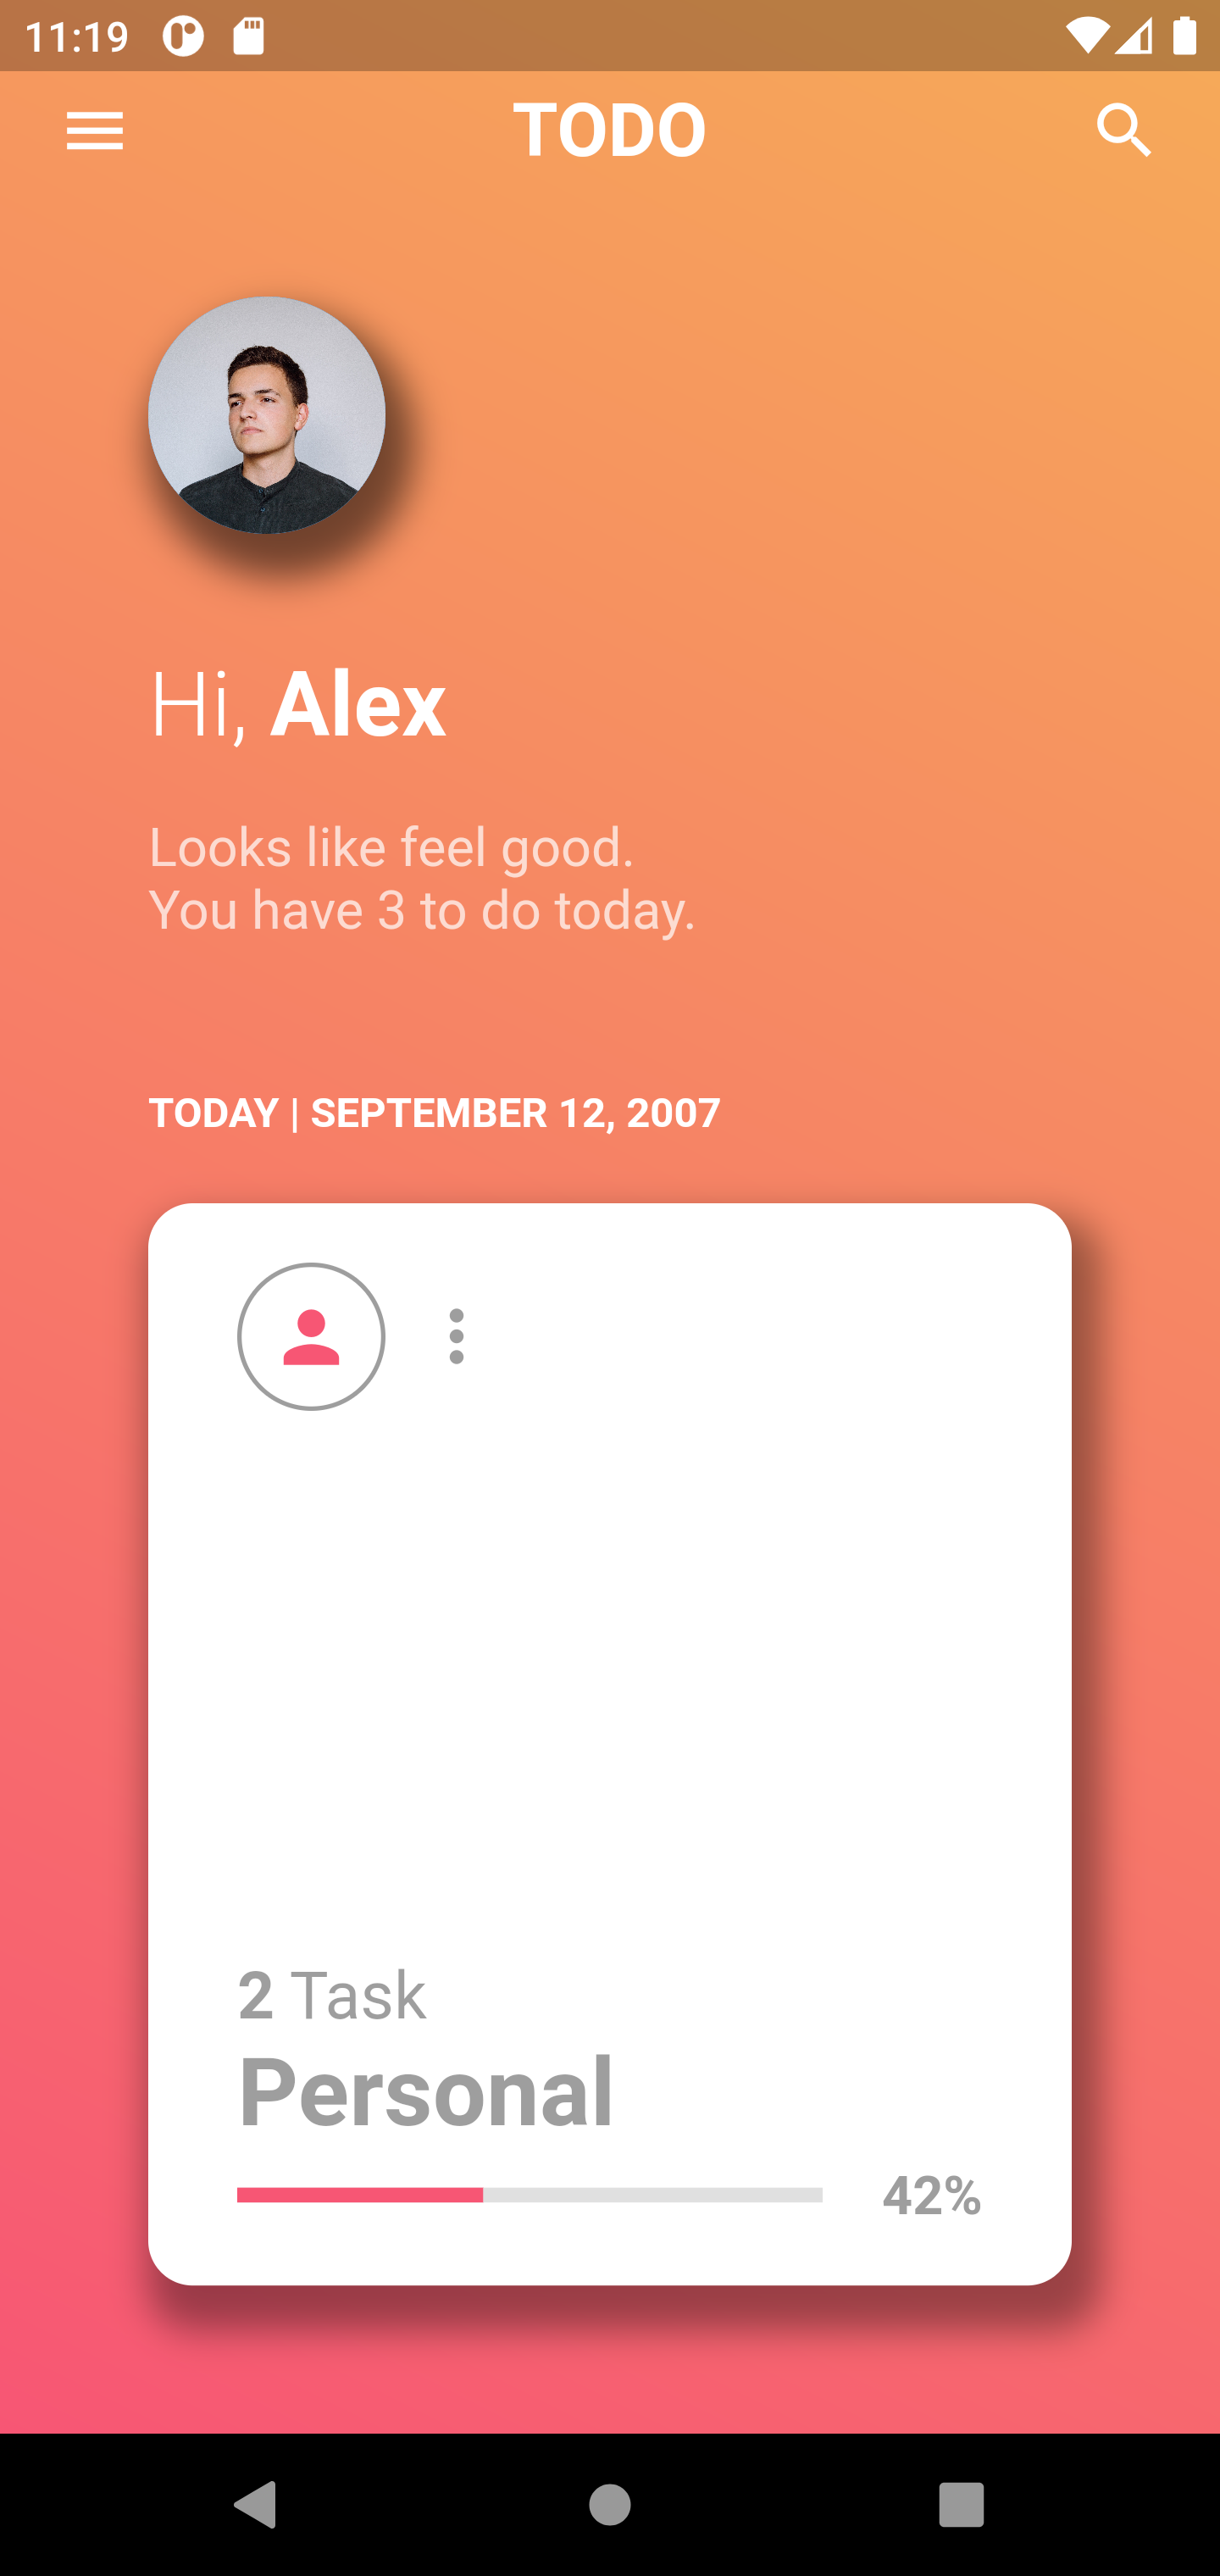 11:19
TODO
Hi, Alex
Looks like feel good.
You have 3 to do today.
TODAY | SEPTEMBER 12, 2007
2 Task
Personal
42%